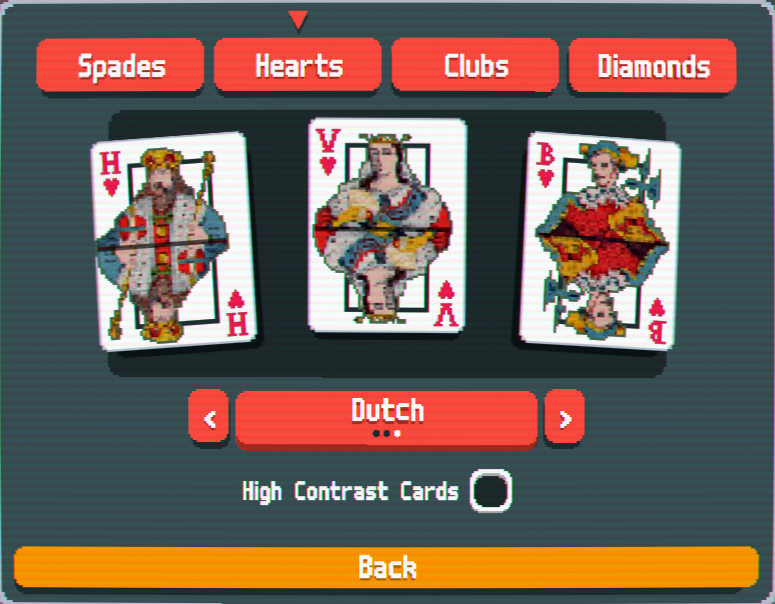 Spades Hearts Clubs Diamonds
H V B
H V B
Dutch
High Contrast Cards
Back